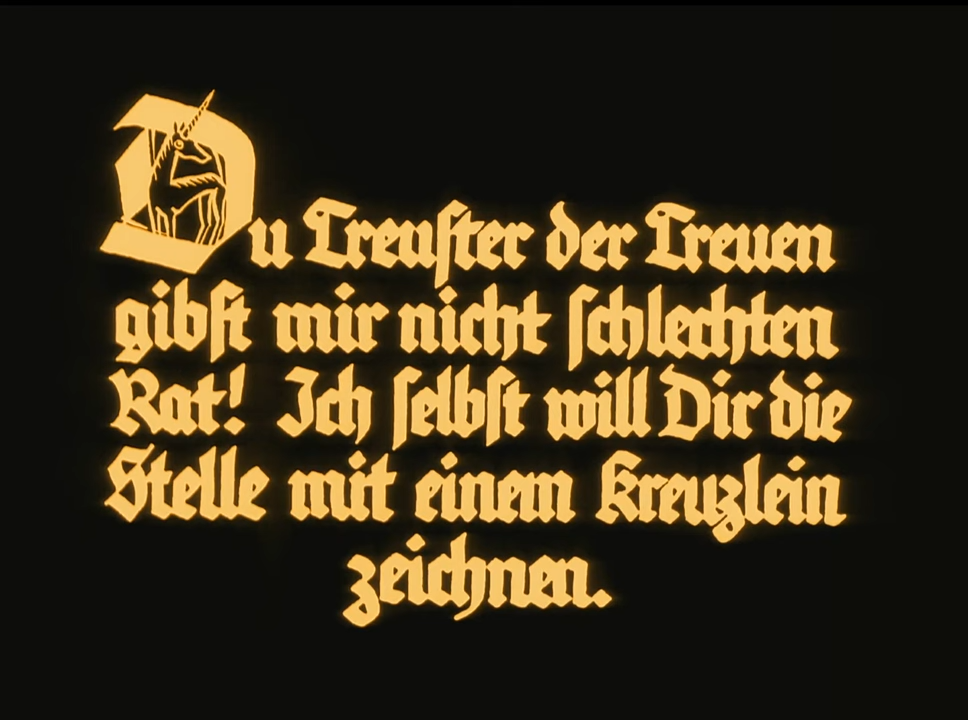 Du Treuſter der Treuen
gibſt mir nicht ſchlechten
Rat! Ich ſelbſt will Dir die
Stelle mit einem Kreuzlein
zeichnen.